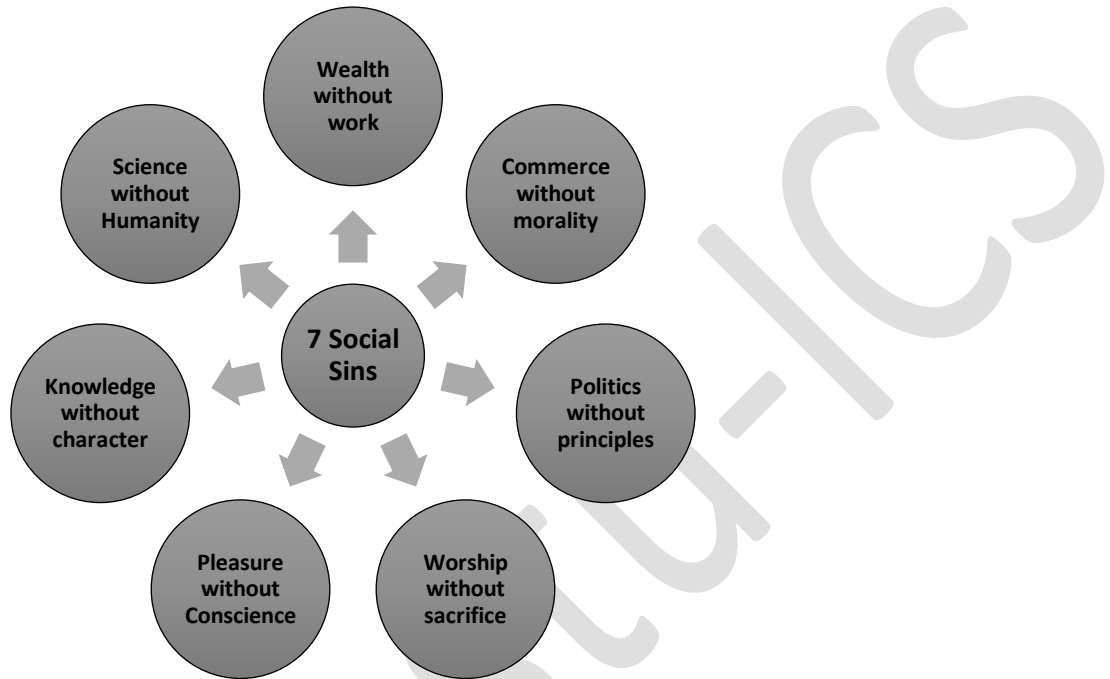 7 Social
Sins
Wealth
without
work
Commerce
without
morality
Politics
without
principles
Worship
without
sacrifice
Pleasure
without
Conscience
Knowledge
without
character
Science
without
Humanity